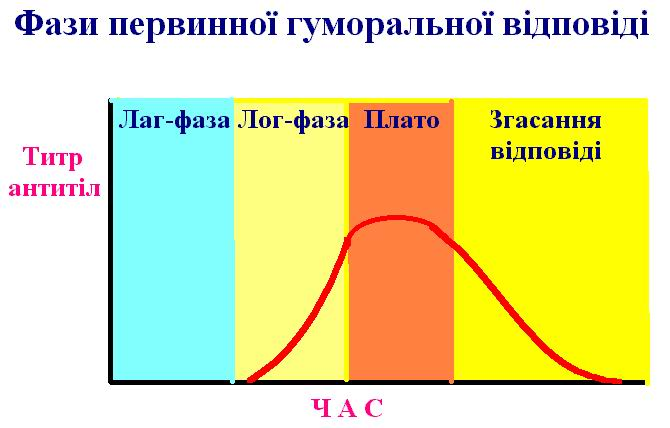 Фази первинної гуморальної відповіді
Лаг-фаза Лог-фаза Плато Згасання
відповіді
Титр
антитіл
Ч А С